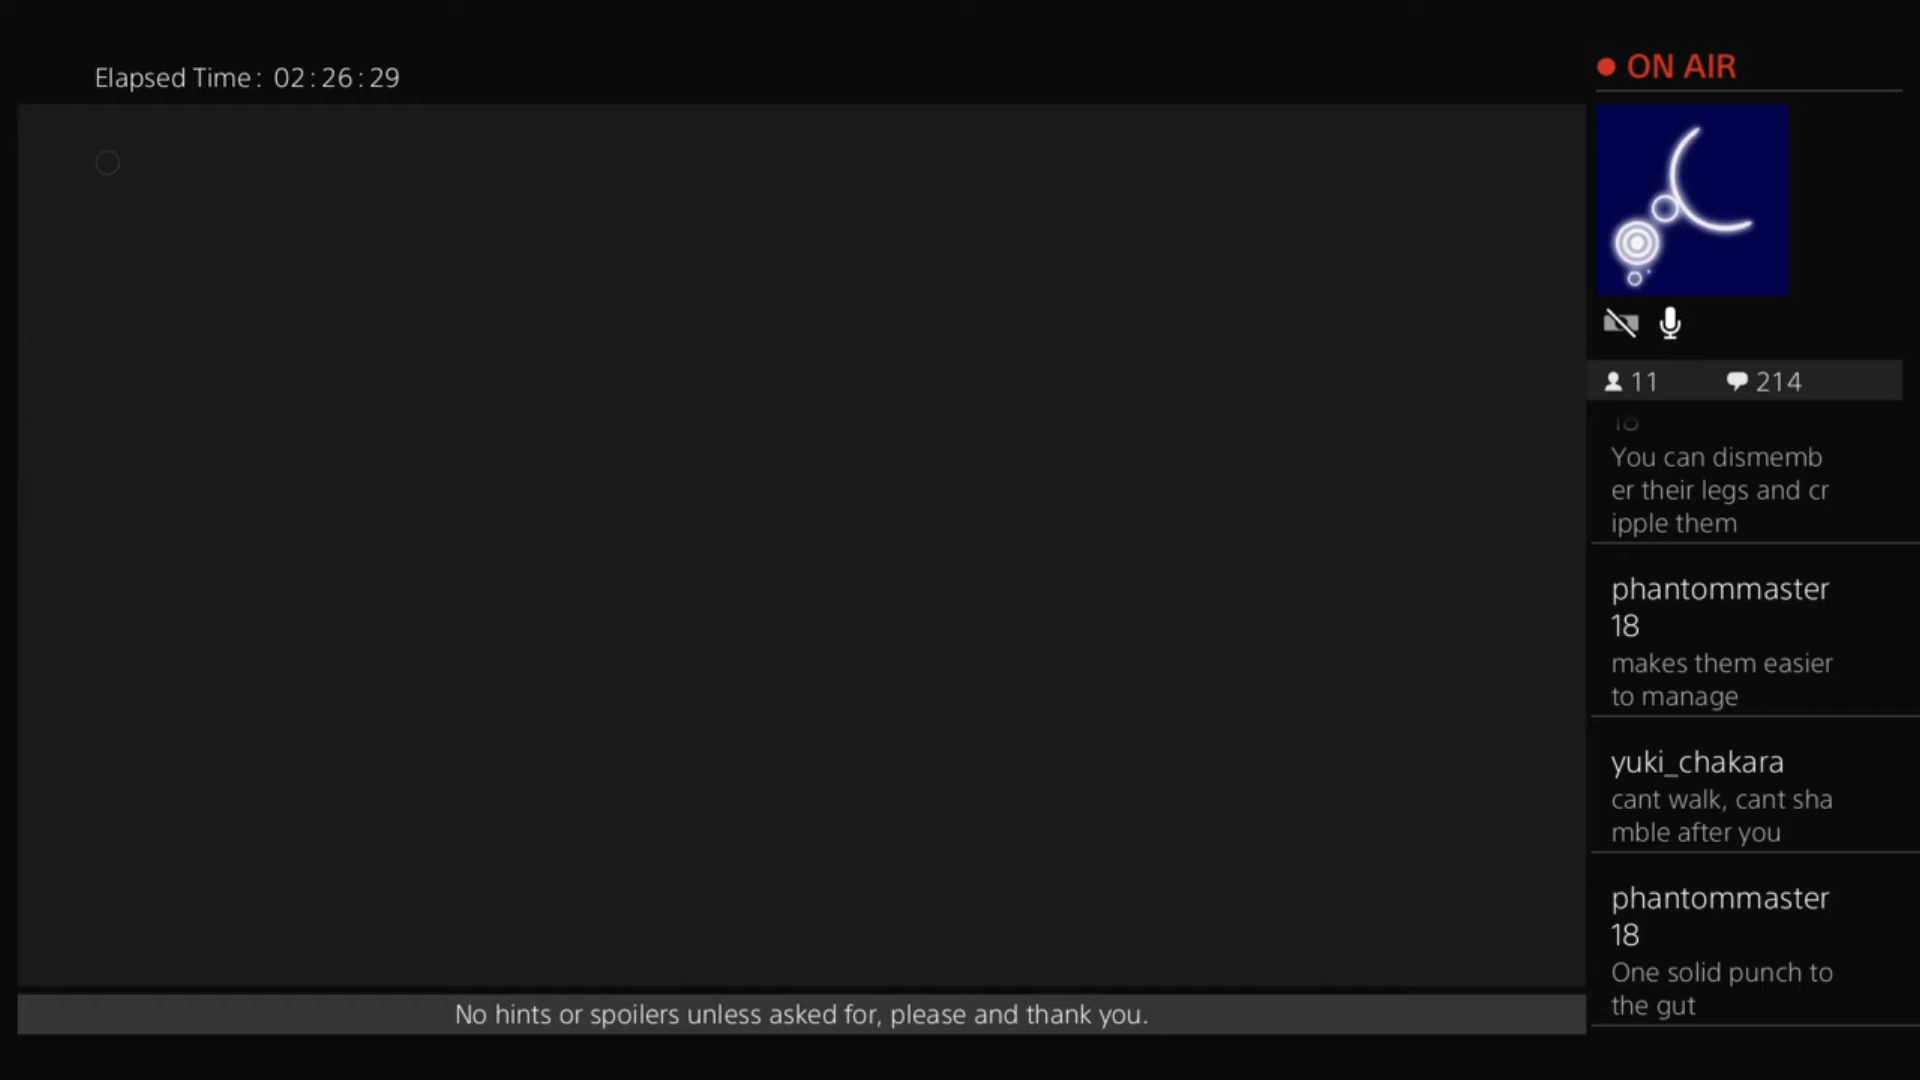 Elapsed Time: 02:26:29
ON AIR
11 214
18
You can dismemb
er their legs and cr
ipple them
phantommaster
18
makes them easier
to manage
yuki_chakara
cant walk, cant sha
mble after you
phantommaster
18
One solid punch to
the gut
No hints or spoilers unless asked for, please and thank you.